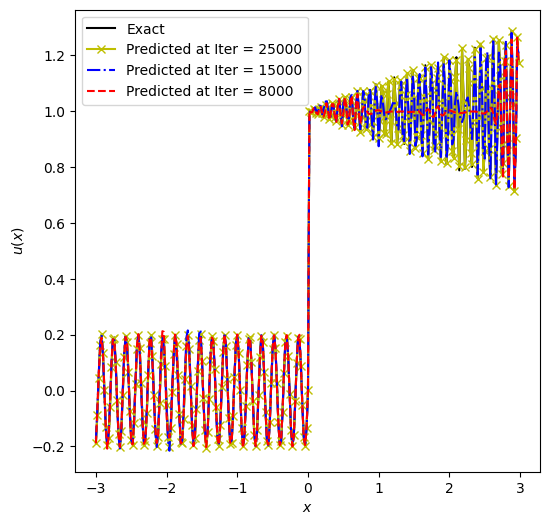 Exact
Predicted at Iter = 25000
Predicted at Iter = 15000
Predicted at Iter = 8000
1.2
1.0
0.8
0.6
0.4
0.2
0.0
−0.2
u(x)
−3 −2 −1 0 1 2 3
x